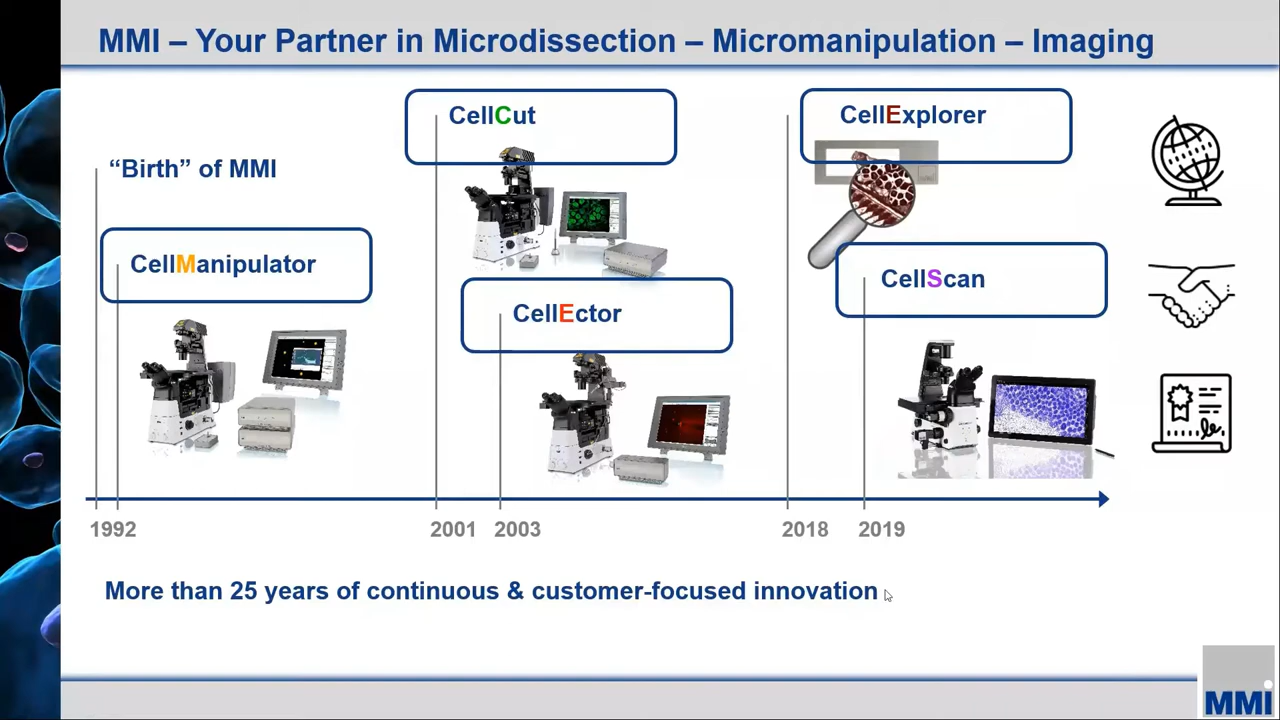 MMI – Your Partner in Microdissection – Micromanipulation – Imaging
“Birth” of MMI
CellManipulator
CellCut
CellEctor
CellExplorer
CellScan
1992
2001
2003
2018
2019
More than 25 years of continuous & customer-focused innovation
MMI